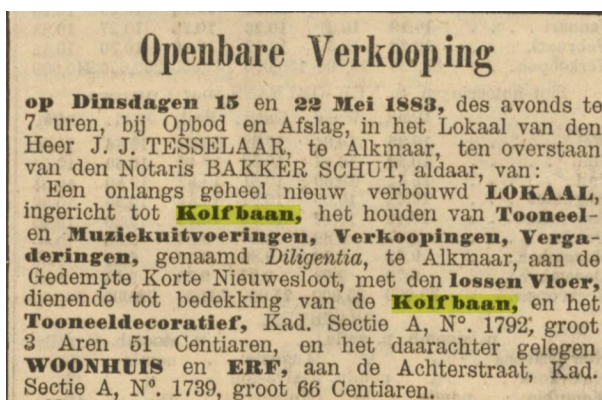 Openbare Verkooping
op Dinsdagen 15 en 22 Mei 1883, des avonds te
7 uren, bij Opbod en Afslag, in het Lokaal van den
Heer J. J. TESSELAAR, te Alkmaar, ten overstaan
van den Notaris BAKKER SCHUT, aldaar, van:
Een onlangs geheel nieuw verbouwd LOKAAL,
ingericht tot Kolfbaan, het houden van Tooneel-
en Muziekuitvoeringen, Verkoopingen, Verga-
deringen, genaamd Diligentia, te Alkmaar, aan de
Gedempte Korte Nieuwesloot, met den lossen Vloer,
dienende tot bedekking van de Kolfbaan, en het
Tooneeldecoratief, Kad. Sectie A, N°. 1792, groot
3 Aren 51 Centiaren, en het daarachter gelegen
WOONHUIS en ERF, aan de Achterstraat, Kad.
Sectie A, N°. 1739, groot 66 Centiaren.